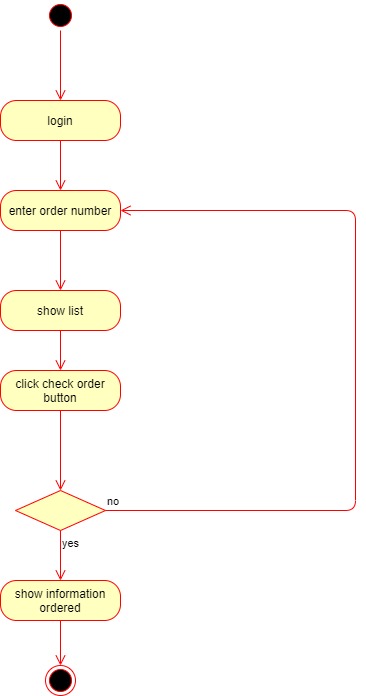 login
enter order number
show list
click check order
button
no
yes
show information
ordered